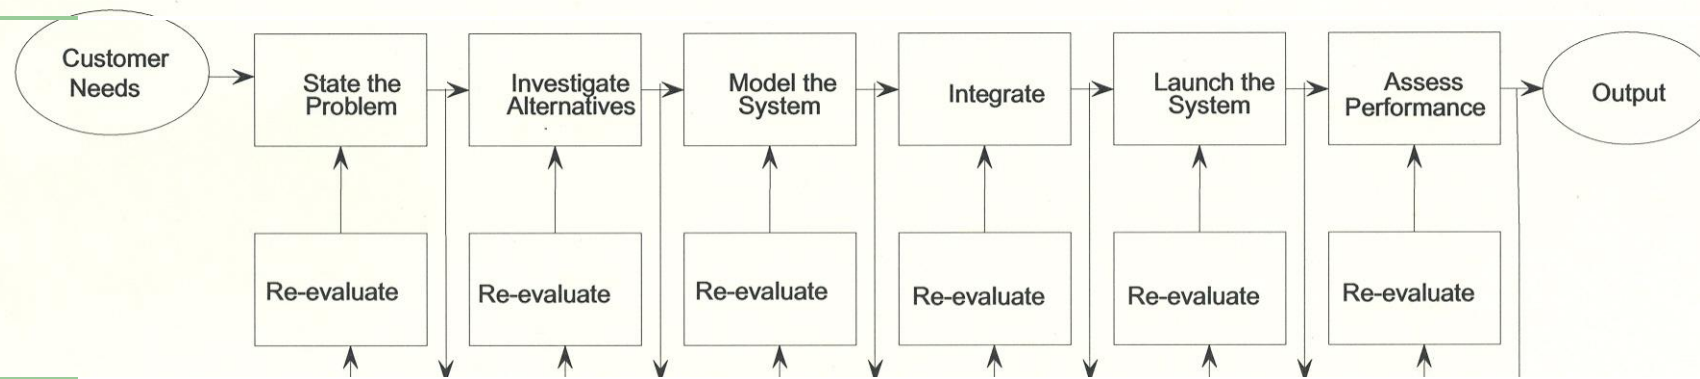 Customer
Needs
State the
Problem
Investigate
Alternatives
Model the
System
Integrate
Launch the
System
Assess
Performance
Output
Re-evaluate
Re-evaluate
Re-evaluate
Re-evaluate
Re-evaluate
Re-evaluate